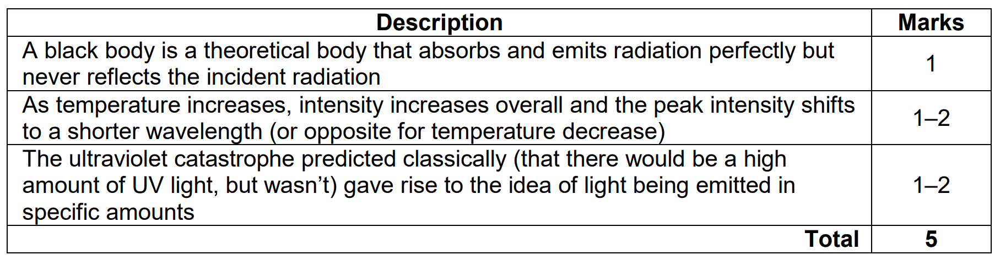 Description Marks
A black body is a theoretical body that absorbs and emits radiation perfectly but
never reflects the incident radiation
1
As temperature increases, intensity increases overall and the peak intensity shifts
to a shorter wavelength (or opposite for temperature decrease)
1–2
The ultraviolet catastrophe predicted classically (that there would be a high
amount of UV light, but wasn’t) gave rise to the idea of light being emitted in
specific amounts
1–2
Total 5